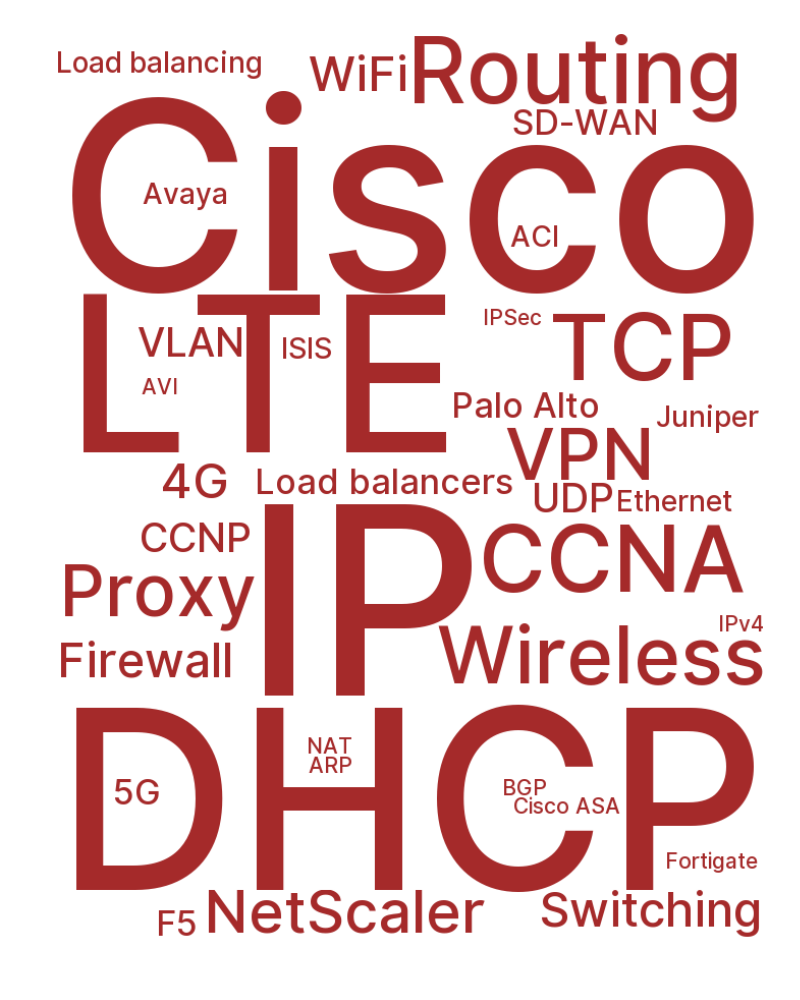 Load balancing
WiFi
Routing
SD-WAN
Cisco
Avaya
ACI
LTE
VLAN
ISIS
AVI
IPSec
TCP
Palo Alto
Juniper
VPN
4G
Load balancers
UDP
Ethernet
CCNP
IP
CCNA
Proxy
IPv4
Firewall
Wireless
DHCP
NAT
ARP
5G
BGP
Cisco ASA
Fortigate
F5
NetScaler
Switching